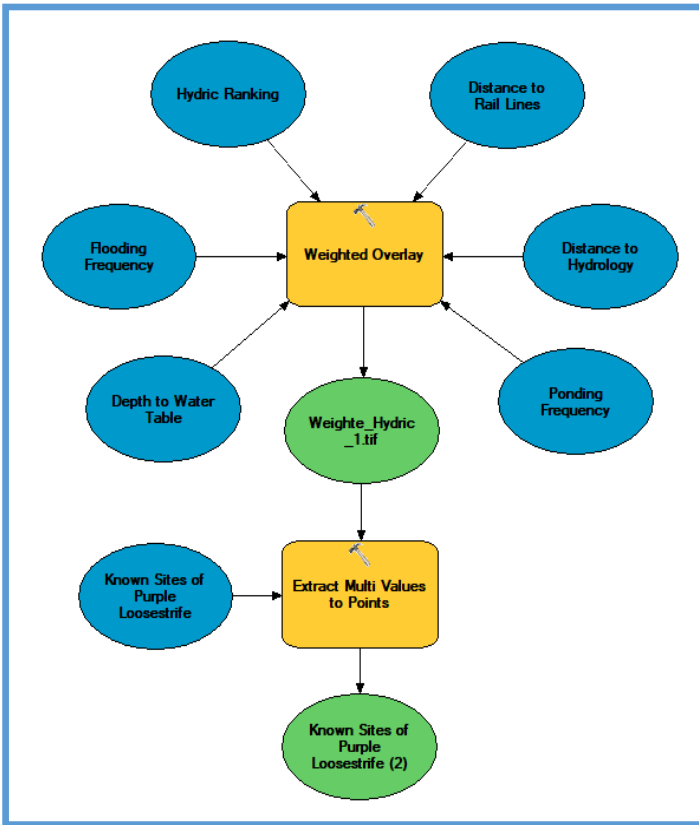 Hydric Ranking
Distance to
Rail Lines
Flooding
Frequency
Weighted Overlay
Distance to
Hydrology
Depth to Water
Table
Ponding
Frequency
Weighte_Hydric
_1.tif
Known Sites of
Purple
Loosestrife
Extract Multi Values
to Points
Known Sites of
Purple
Loosestrife (2)